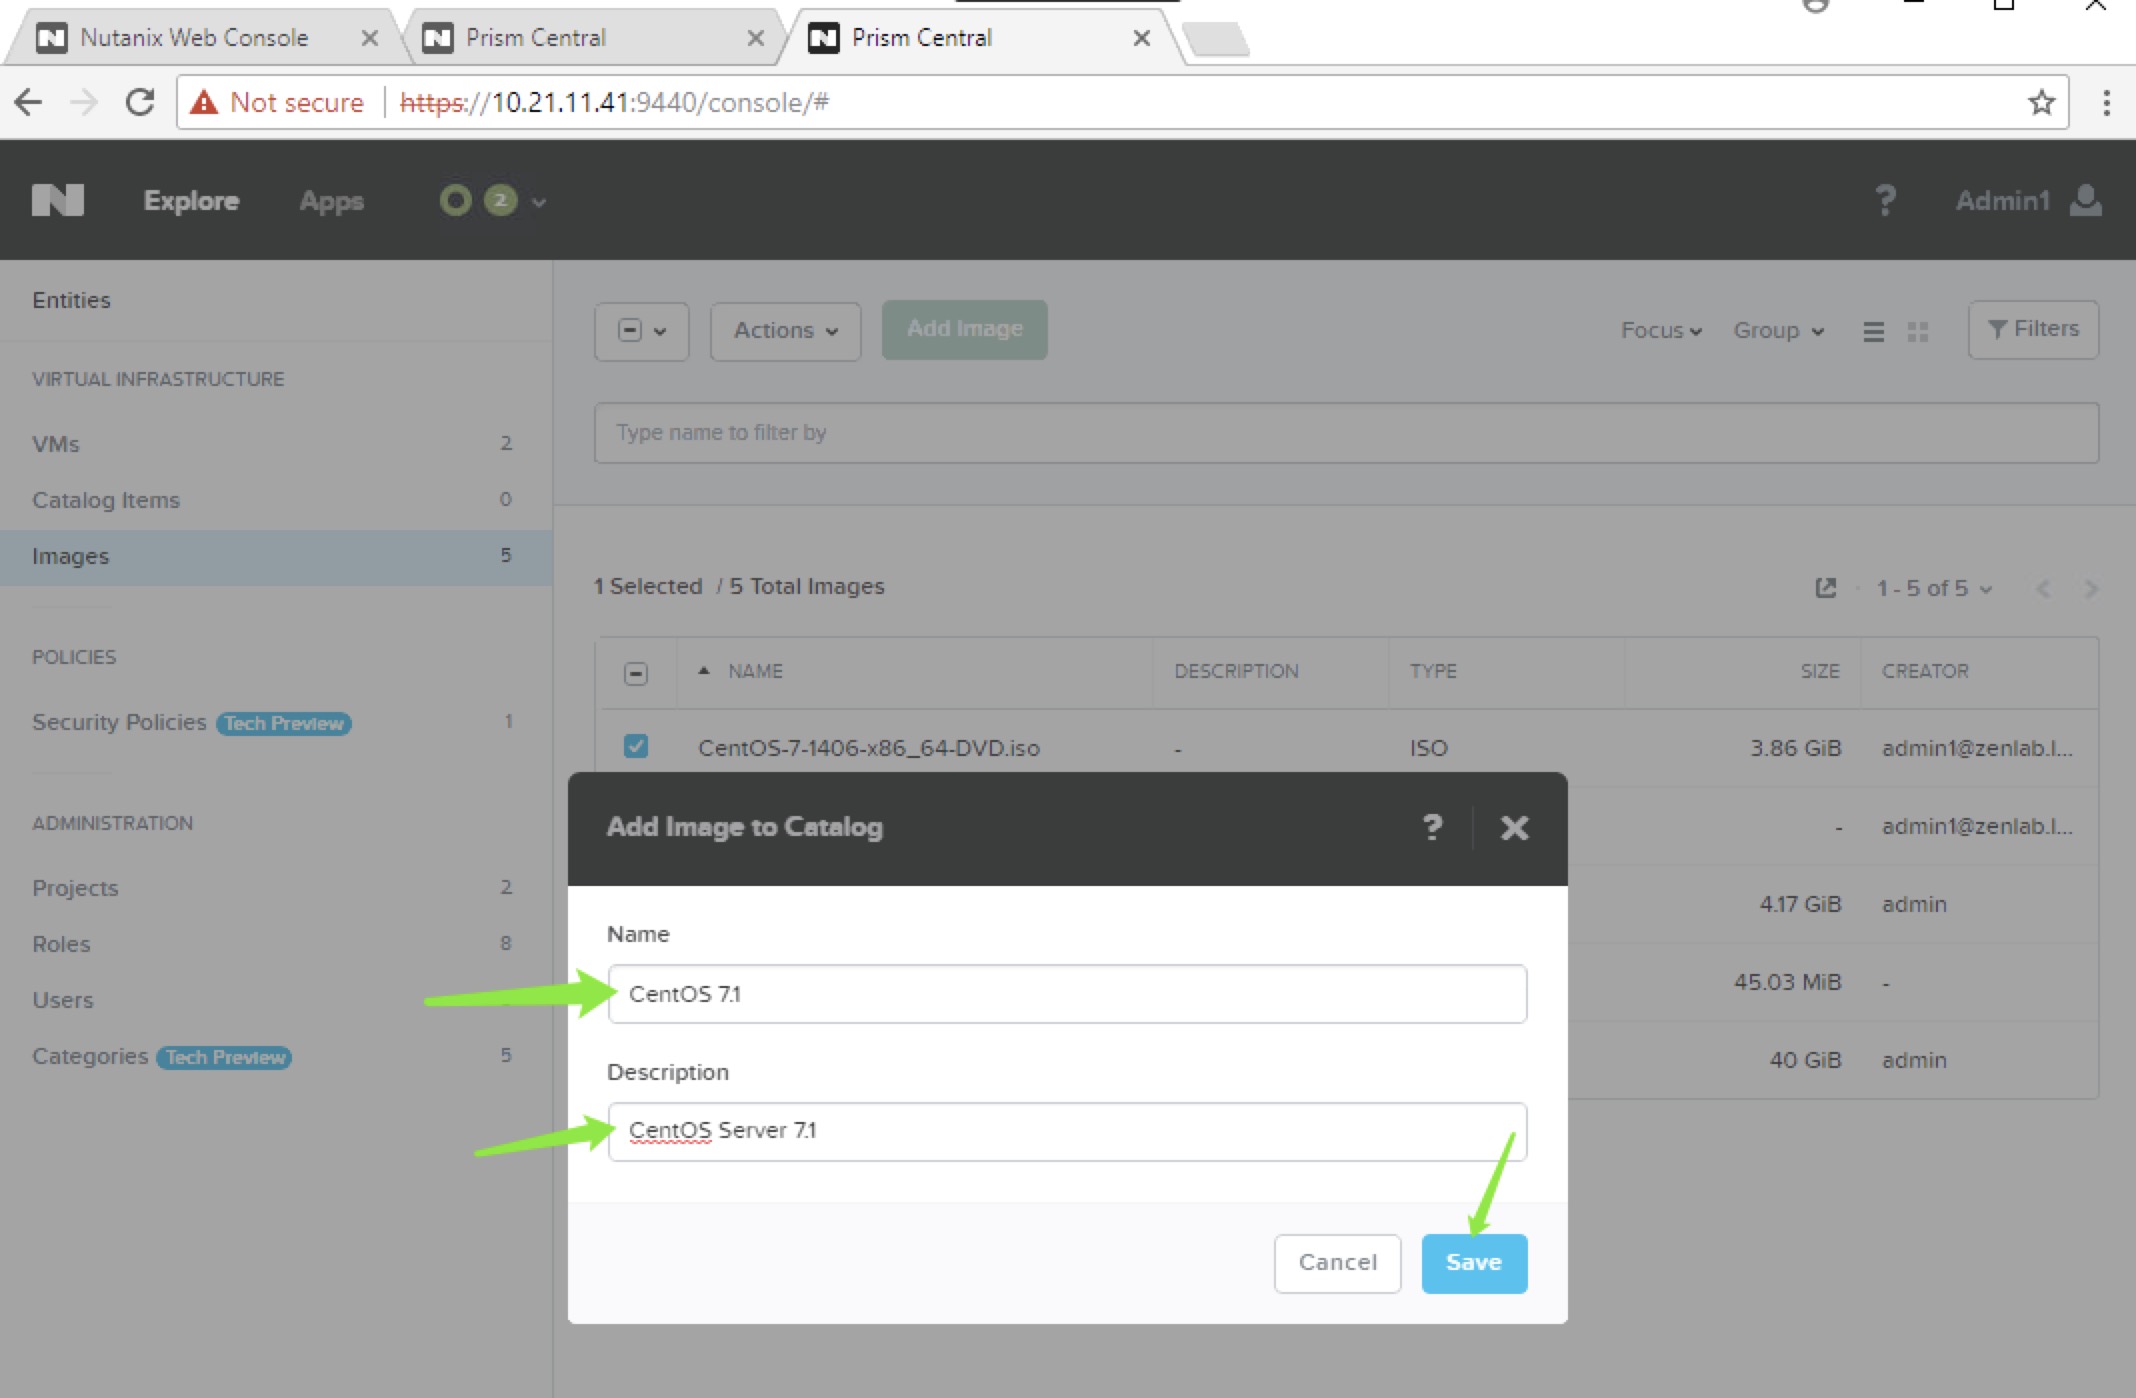 Nutanix Web Console
Prism Central
Prism Central
Not secure
https://10.21.11.41:9440/console/#
Explore
Apps
2
?
Admin1
Entities
VIRTUAL INFRASTRUCTURE
VMs 2
Catalog Items 0
Images 5
POLICIES
Security Policies Tech Preview 1
ADMINISTRATION
Projects 2
Roles 8
Users
Categories Tech Preview 5
Actions
Add Image
Focus
Group
Filters
Type name to filter by
1 Selected / 5 Total Images
1 - 5 of 5
NAME DESCRIPTION TYPE SIZE CREATOR
CentOS-7-1406-x86_64-DVD.iso - ISO 3.86 GiB admin1@zenlab.l...
- admin1@zenlab.l...
4.17 GiB admin
45.03 MiB -
40 GiB admin
Add Image to Catalog ?
Name
CentOS 7.1
Description
CentOS Server 7.1
Cancel
Save